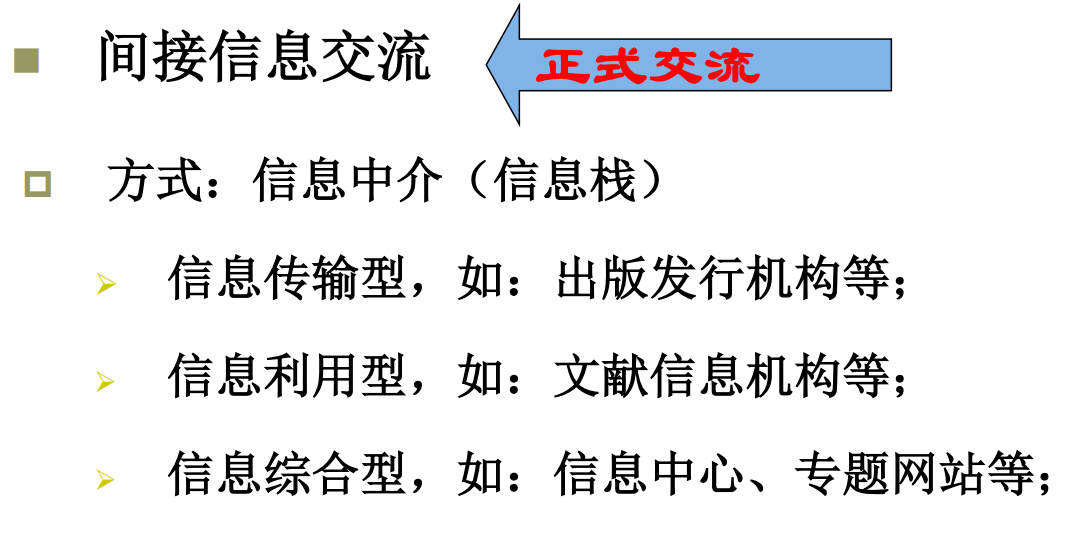 间接信息交流 正式交流
方式：信息中介（信息栈）
信息传输型，如：出版发行机构等；
信息利用型，如：文献信息机构等；
信息综合型，如：信息中心、专题网站等；